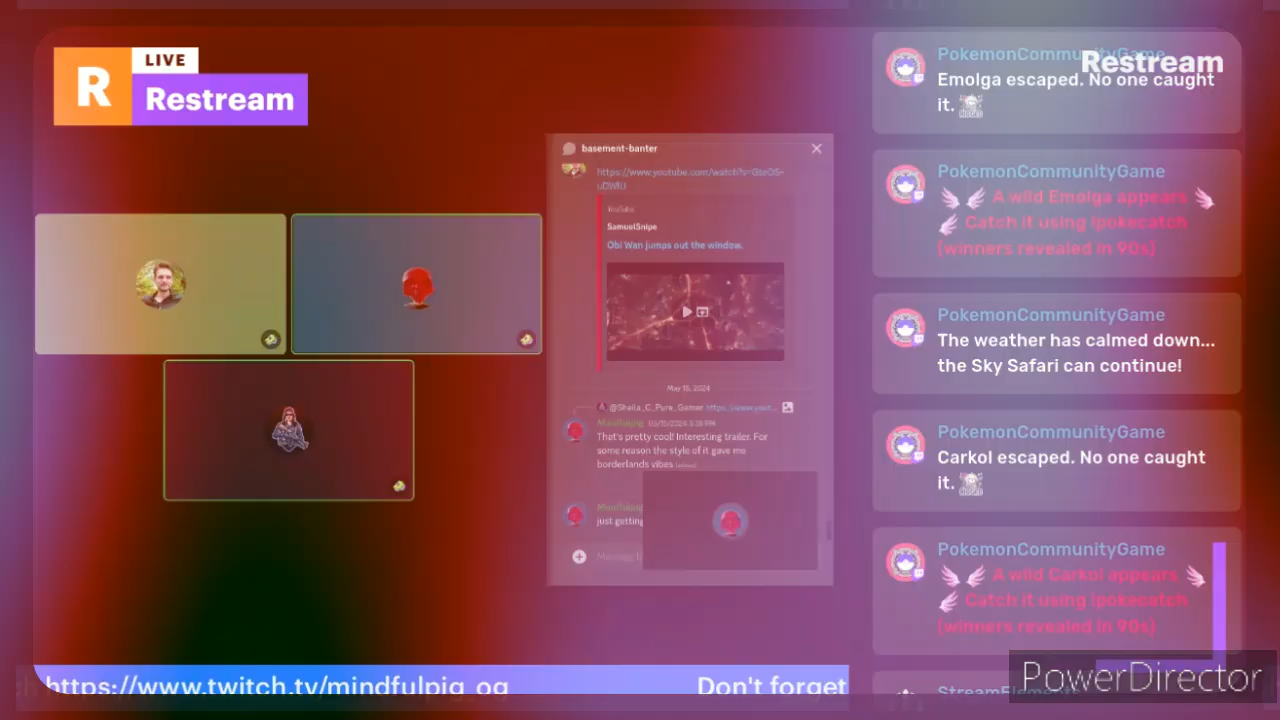 R
LIVE
Restream
basement-banter
YouTube
SamuelSnipe
Obi Wan jumps out the window.
May 16, 2024
@Sheila_C_Pure_Gamer
That's pretty cool! Interesting trailer. For
some reason the style of it gave me
borderlands vibes (edited)
just getting
PokemonCommunityGame
Restream
Emolga escaped. No one caught
it.
PokemonCommunityGame
A wild Emolga appears
Catch it using !pokecatch
(winners revealed in 90s)
PokemonCommunityGame
The weather has calmed down...
the Sky Safari can continue!
PokemonCommunityGame
Carkol escaped. No one caught
it.
PokemonCommunityGame
A wild Carkol appears
Catch it using !pokecatch
(winners revealed in 90s)
StreamElements
https://www.twitch.tv/mindfulpig_og Don't forget
PowerDirector